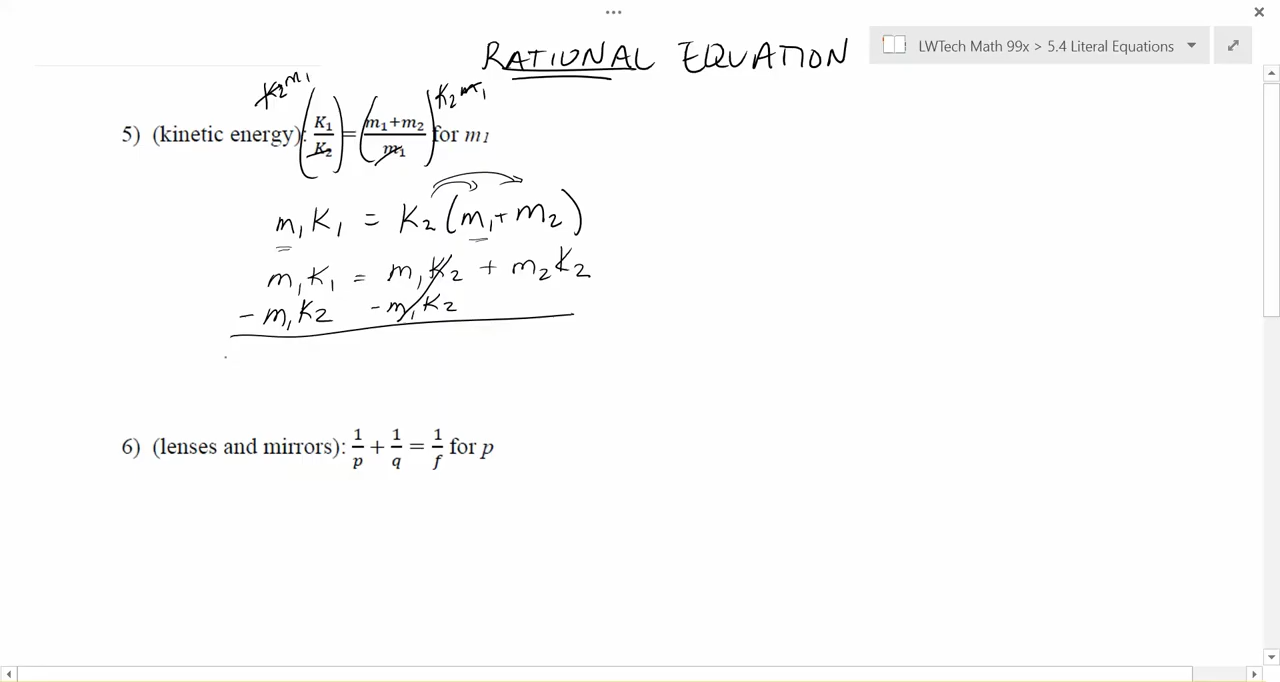 RATIONAL EQUATION
LWTech Math 99x > 5.4 Literal Equations
K₂m₁ K₂m₁
5) (kinetic energy): (K₁/K₂) = (m₁+m₂/m₁) for m₁
m₁K₁ = K₂(m₁+m₂)
m₁K₁ = m₁K₂ + m₂K₂
-m₁K₂ -m₁K₂
6) (lenses and mirrors): 1/p + 1/q = 1/f for p